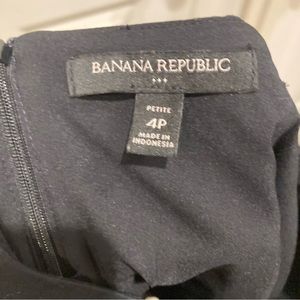 BANANA REPUBLIC
PETITE
4P
MADE IN
INDONESIA